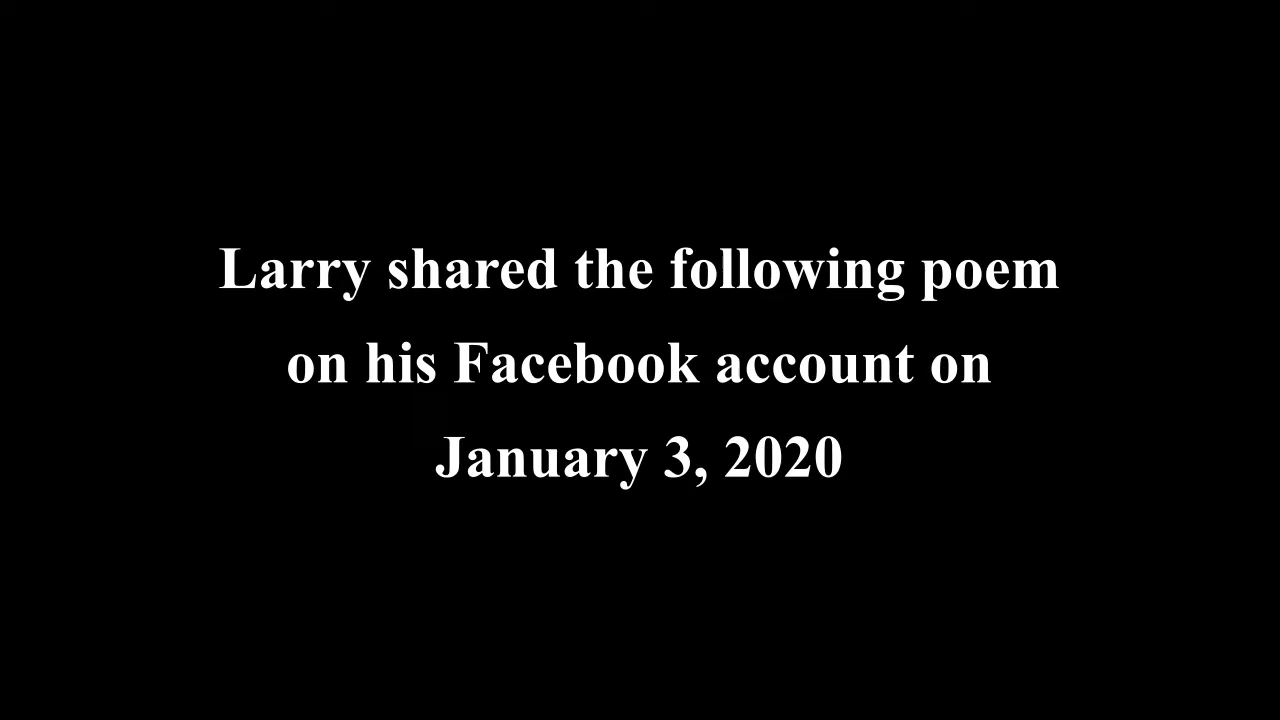 Larry shared the following poem
on his Facebook account on
January 3, 2020